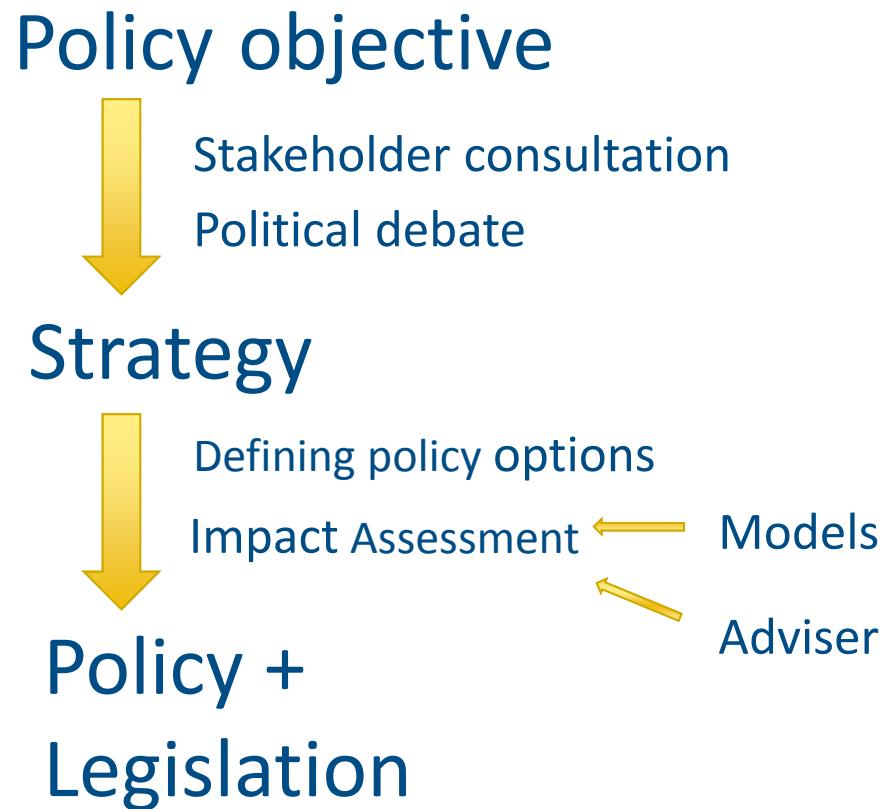 Policy objective
Stakeholder consultation
Political debate
Strategy
Defining policy options
Impact Assessment
Models
Adviser
Policy +
Legislation